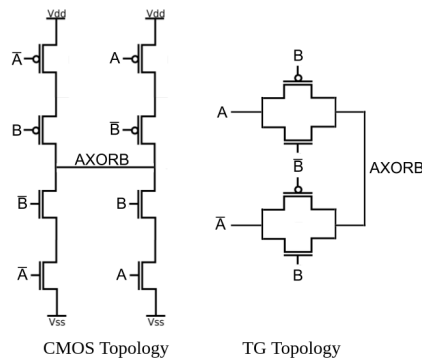 Vdd Vdd
A̅ A B
B B̅ A
AXORB B̅ AXORB
B̅ B B̅
A̅ A A̅
Vss Vss B
CMOS Topology TG Topology